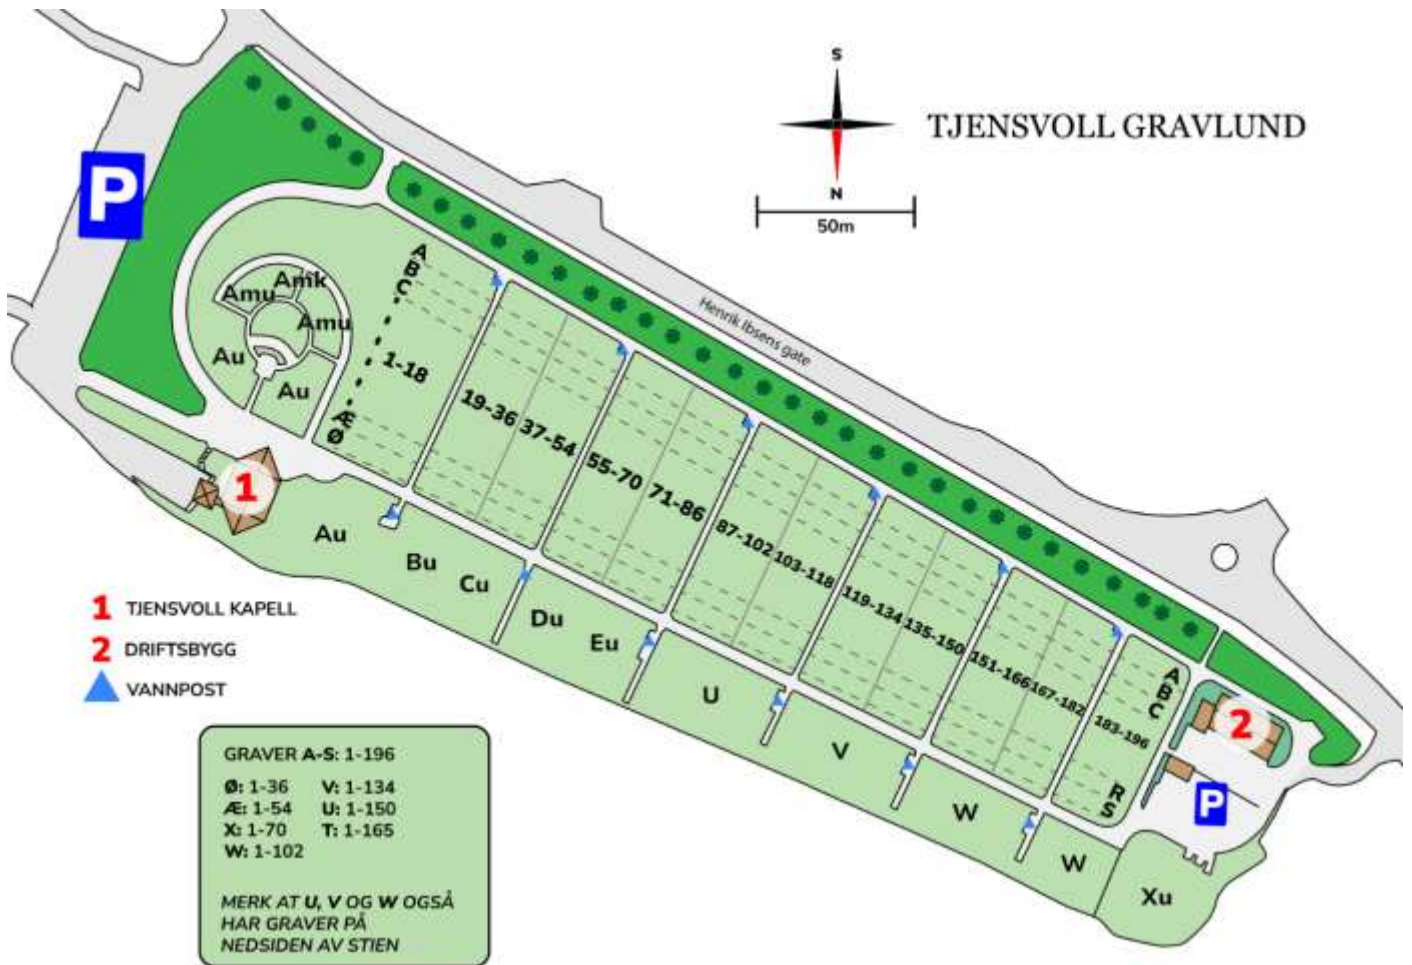 S
TJENSVOLL GRAVLUND
N
50m
P
Henrik Ibsens gate
A
B
C
Amk
Amu
Amu
Au
Au
1-18
Æ
Ø
19-36
37-54
55-70
71-86
87-102
103-118
119-134
135-150
151-166
167-182
183-196
A
B
C
R
S
1
2
P
Au
Bu
Cu
Du
Eu
U
V
W
W
Xu
1 TJENSVOLL KAPELL
2 DRIFTSBYGG
VANNPOST
GRAVER A-S: 1-196
Ø: 1-36 V: 1-134
Æ: 1-54 U: 1-150
X: 1-70 T: 1-165
W: 1-102
MERK AT U, V OG W OGSÅ
HAR GRAVER PÅ
NEDSIDEN AV STIEN